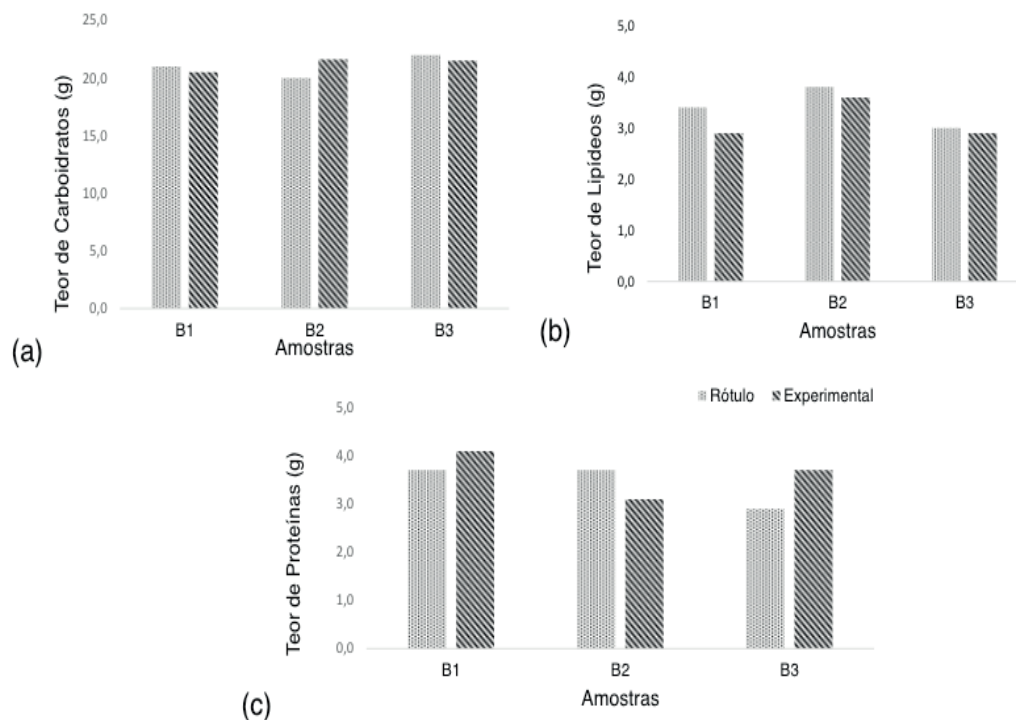 (a)
Teor de Carboidratos (g)
25,0
20,0
15,0
10,0
5,0
0,0
B1 B2 B3
Amostras
(b)
Teor de Lipídeos (g)
5,0
4,0
3,0
2,0
1,0
0,0
B1 B2 B3
Amostras
Rótulo Experimental
(c)
Teor de Proteínas (g)
5,0
4,0
3,0
2,0
1,0
0,0
B1 B2 B3
Amostras